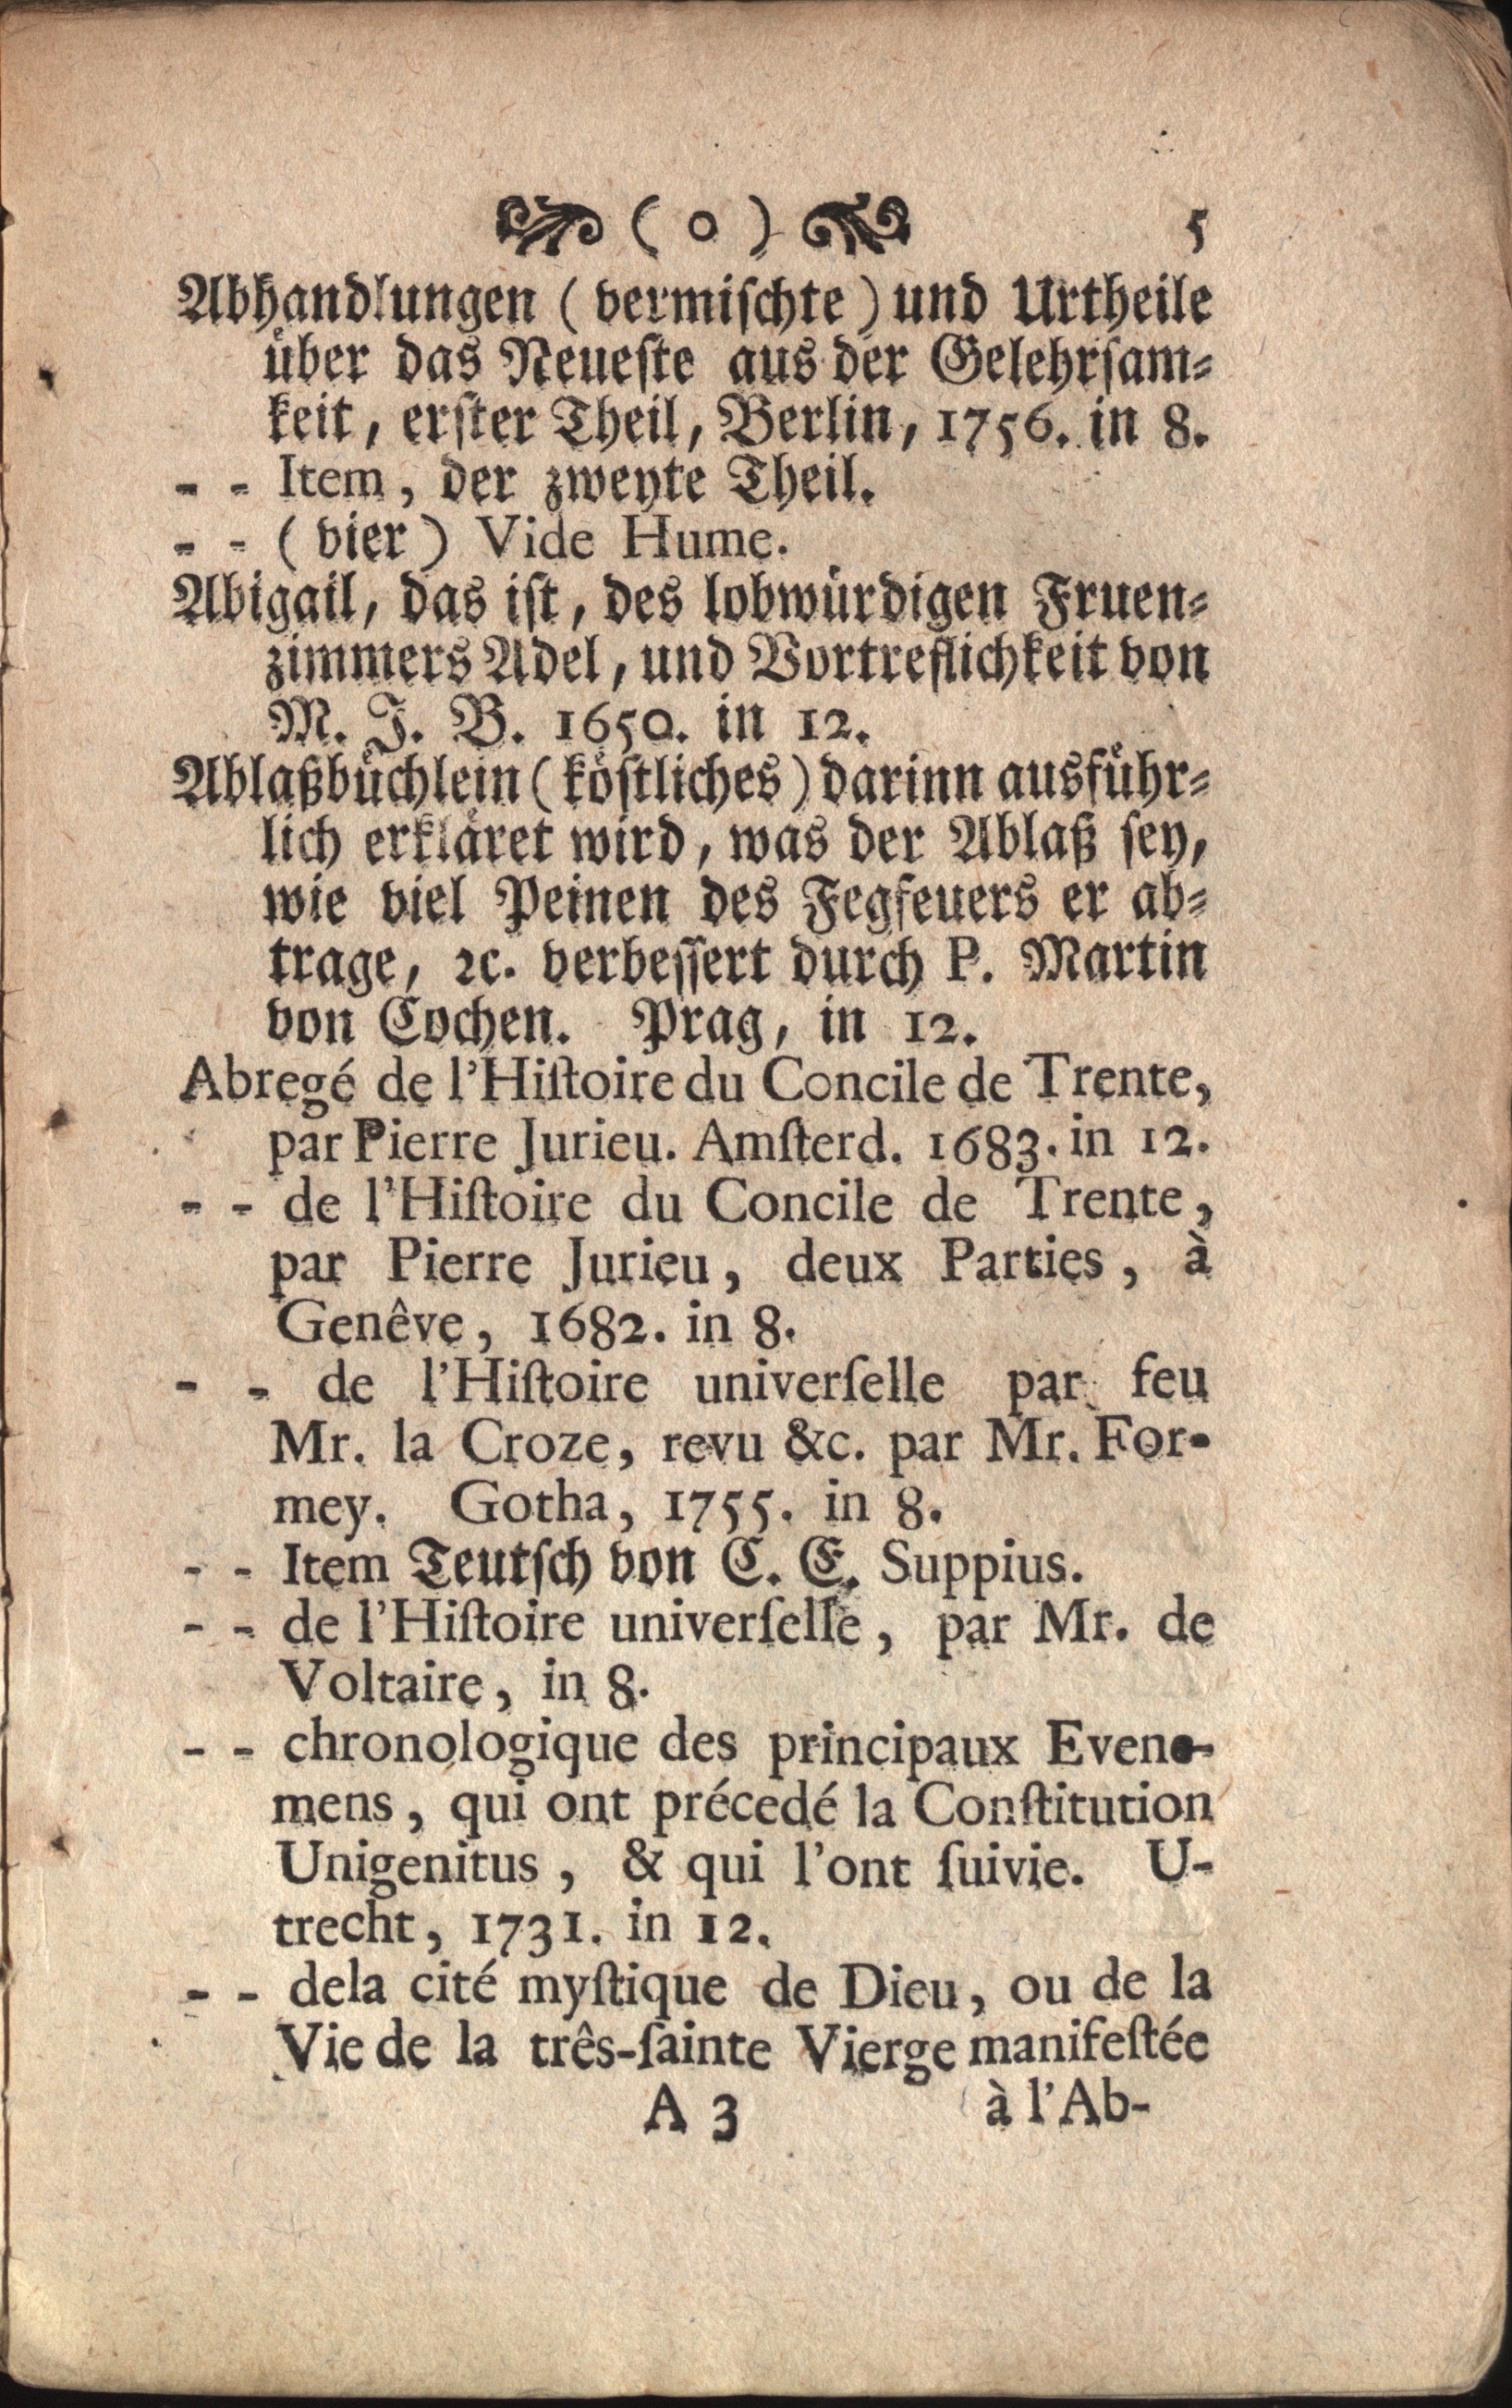 ( o ) 5
Abhandlungen (vermischte) und Urtheile
über das Neueste aus der Gelehrsam-
keit, erster Theil, Berlin, 1756. in 8.
- - Item, der zweyte Theil.
- - (vier) Vide Hume.
Abigail, das ist, des lobwürdigen Fruen-
zimmers Adel, und Vortreflichkeit von
M. J. B. 1650. in 12.
Ablaßbüchlein (köstliches) darinn ausführ-
lich erkläret wird, was der Ablaß sey,
wie viel Peinen des Fegfeuers er ab-
trage, ꝛc. verbessert durch P. Martin
von Cochen. Prag, in 12.
Abregé de l'Hiſtoire du Concile de Trente,
par Pierre Jurieu. Amſterd. 1683. in 12.
- - de l'Hiſtoire du Concile de Trente,
par Pierre Jurieu, deux Parties, à
Genêve, 1682. in 8.
- - de l'Hiſtoire univerſelle par feu
Mr. la Croze, revu &c. par Mr. For-
mey. Gotha, 1755. in 8.
- - Item Teutsch von C. E. Suppius.
- - de l'Hiſtoire univerſelle, par Mr. de
Voltaire, in 8.
- - chronologique des principaux Evene-
mens, qui ont précedé la Conſtitution
Unigenitus, & qui l'ont ſuivie. U-
trecht, 1731. in 12.
- - dela cité myſtique de Dieu, ou de la
Vie de la três-ſainte Vierge manifeſtée
A 3 à l'Ab-